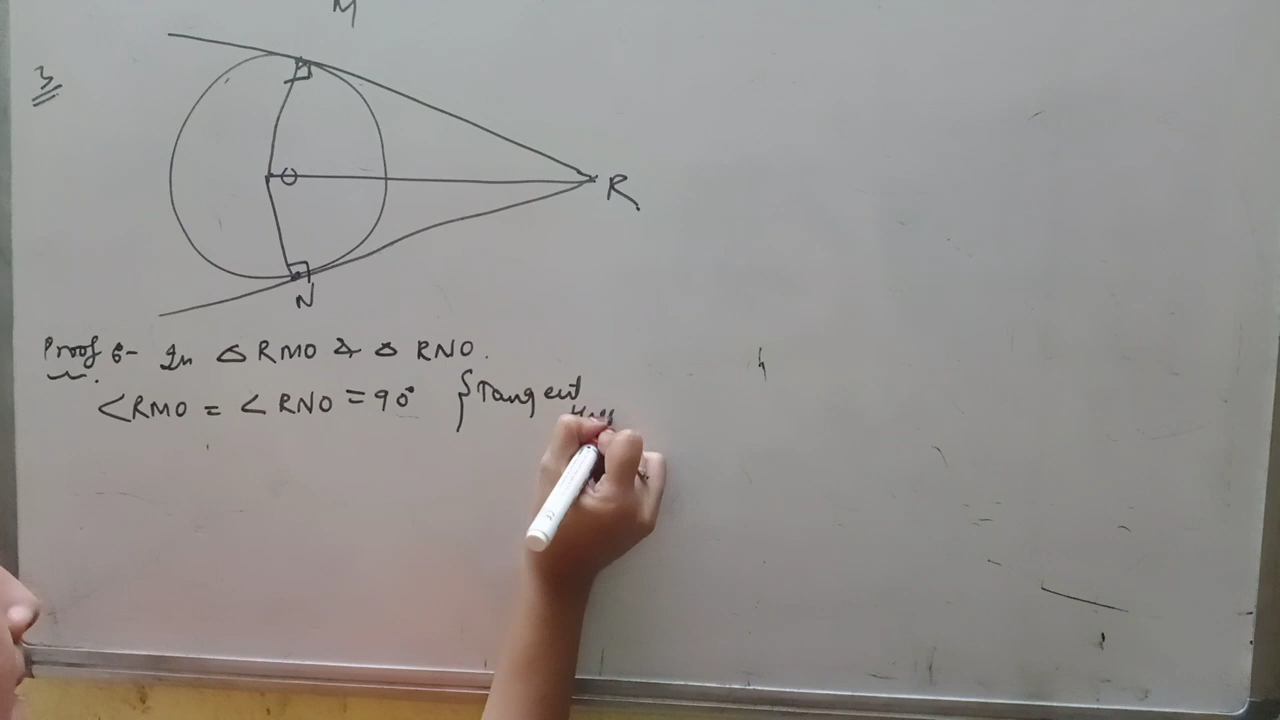 M
3
O
R
N
Proof :- In △ RMO & △ RNO.
∠RMO = ∠ RNO = 90° {Tangent